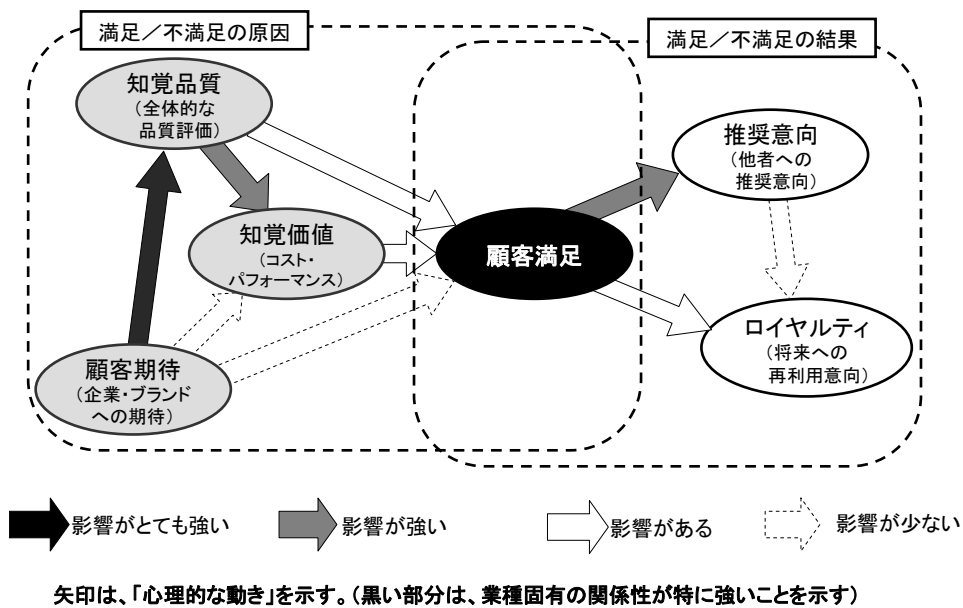 満足／不満足の原因
満足／不満足の結果
知覚品質
（全体的な
品質評価）
推奨意向
（他者への
推奨意向）
知覚価値
（コスト・
パフォーマンス）
顧客満足
顧客期待
（企業・ブランド
への期待）
ロイヤルティ
（将来への
再利用意向）
影響がとても強い
影響が強い
影響がある
影響が少ない
矢印は、「心理的な動き」を示す。（黒い部分は、業種固有の関係性が特に強いことを示す）